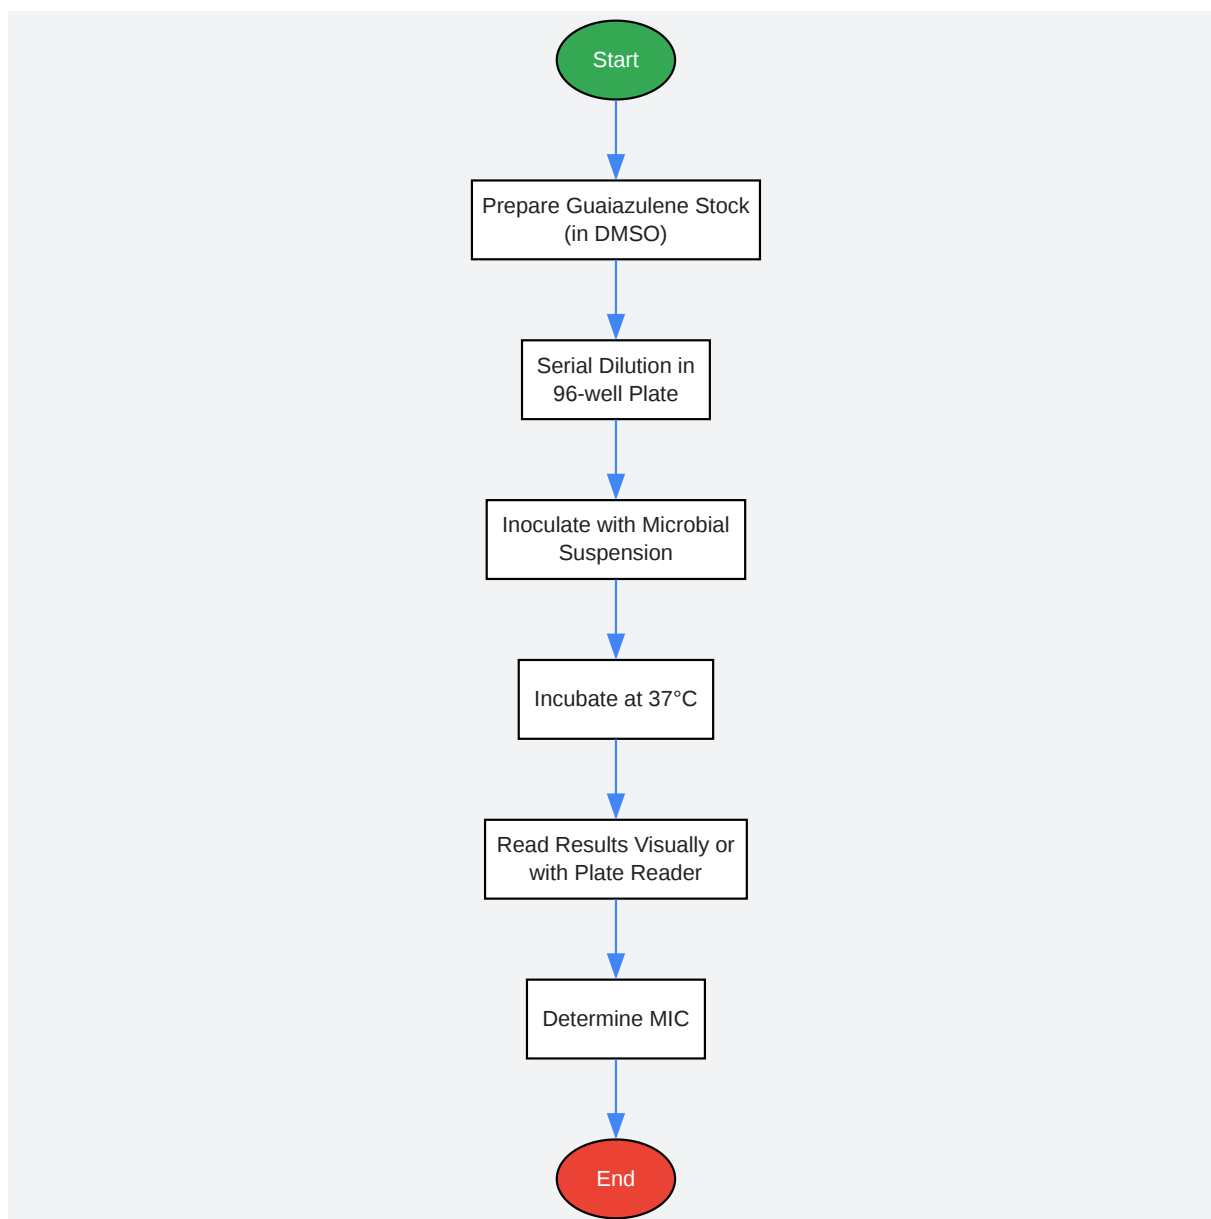 Start
Prepare Guaiazulene Stock
(in DMSO)
Serial Dilution in
96-well Plate
Inoculate with Microbial
Suspension
Incubate at 37°C
Read Results Visually or
with Plate Reader
Determine MIC
End